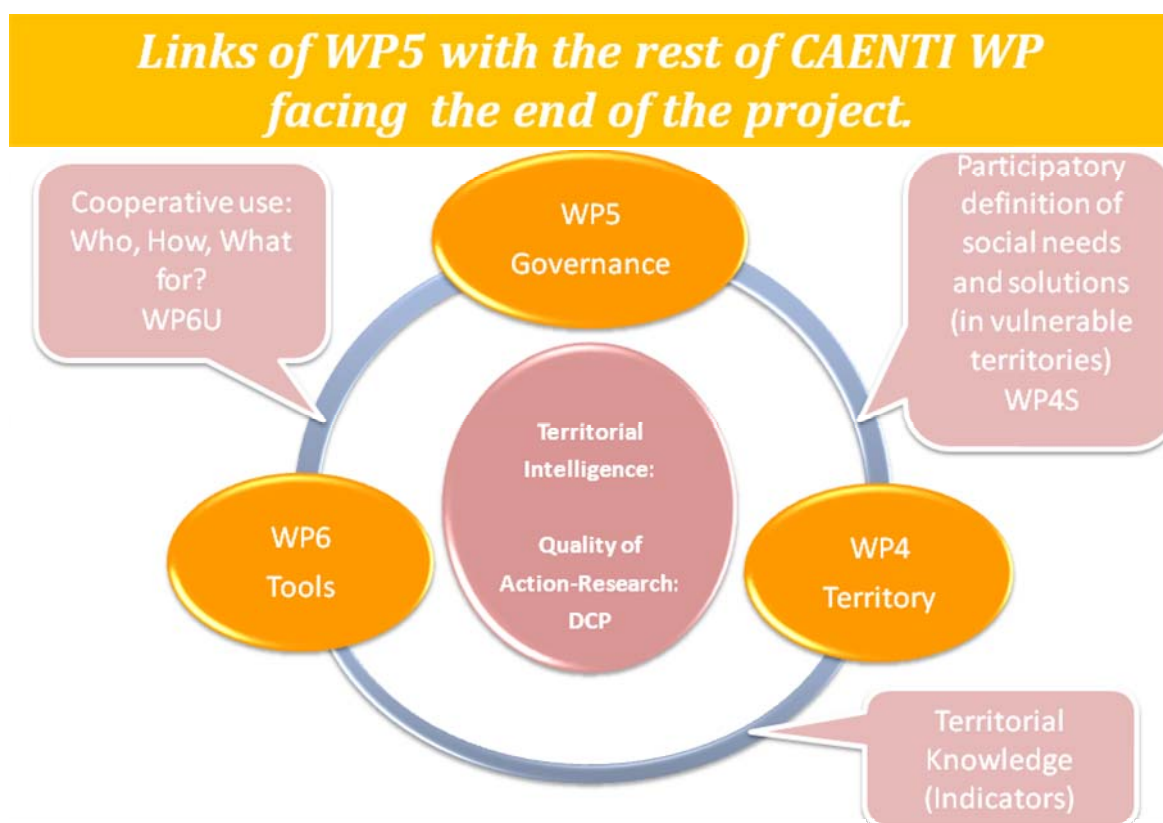 Links of WP5 with the rest of CAENTI WP
facing the end of the project.
Cooperative use:
Who, How, What
for?
WP6U
WP5
Governance
Participatory
definition of
social needs
and solutions
(in vulnerable
territories)
WP4S
Territorial
Intelligence:
Quality of
Action-Research:
DCP
WP6
Tools
WP4
Territory
Territorial
Knowledge
(Indicators)